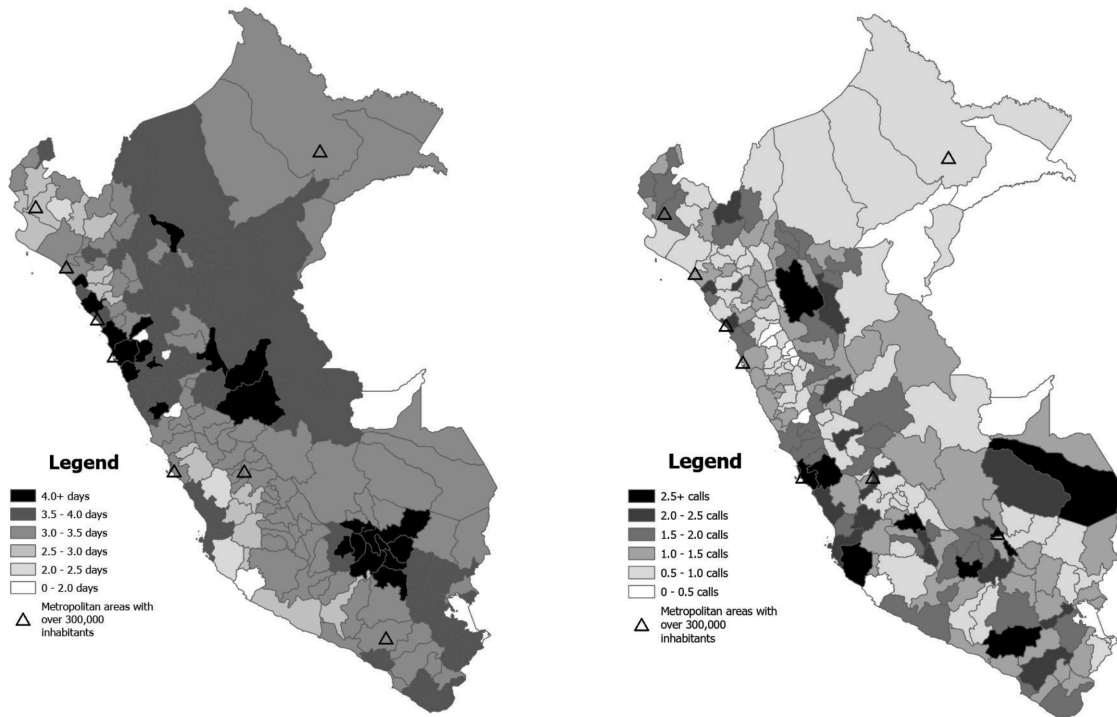 Legend
4.0+ days
3.5 - 4.0 days
3.0 - 3.5 days
2.5 - 3.0 days
2.0 - 2.5 days
0 - 2.0 days
Metropolitan areas with
over 300,000
inhabitants
Legend
2.5+ calls
2.0 - 2.5 calls
1.5 - 2.0 calls
1.0 - 1.5 calls
0.5 - 1.0 calls
0 - 0.5 calls
Metropolitan areas with
over 300,000
inhabitants